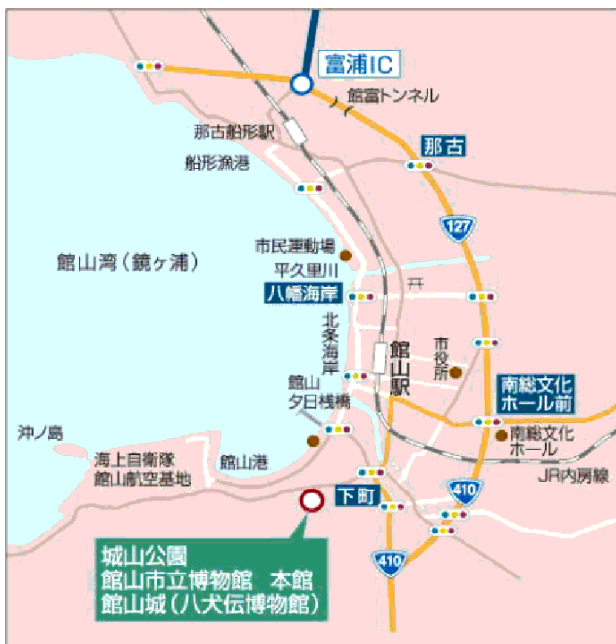 富浦IC
館富トンネル
那古船形駅
那古
船形漁港
127
市民運動場
館山湾(鏡ヶ浦)
平久里川
八幡海岸
北条海岸
館山駅
市役所
館山
夕日桟橋
南総文化
ホール前
沖ノ島
南総文化
ホール
海上自衛隊
館山航空基地
館山港
JR内房線
下町
410
城山公園
館山市立博物館 本館
館山城(八犬伝博物館)
410